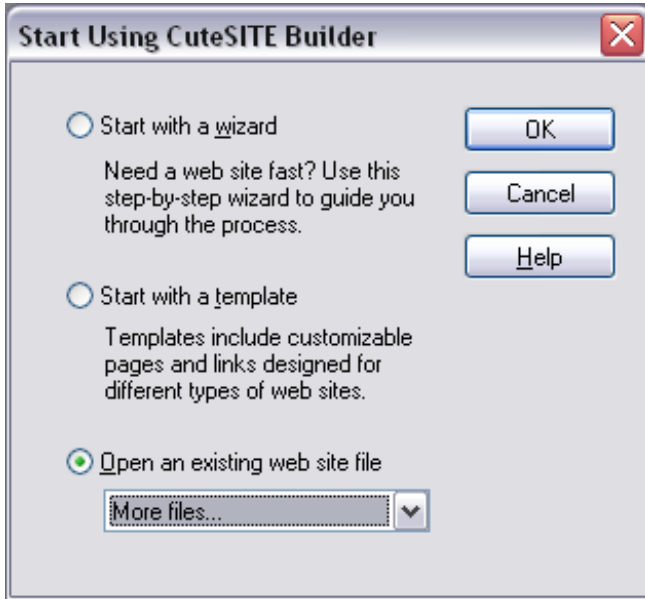 Start Using CuteSITE Builder
Start with a wizard
OK
Need a web site fast? Use this
step-by-step wizard to guide you
through the process.
Cancel
Help
Start with a template
Templates include customizable
pages and links designed for
different types of web sites.
Open an existing web site file
More files...